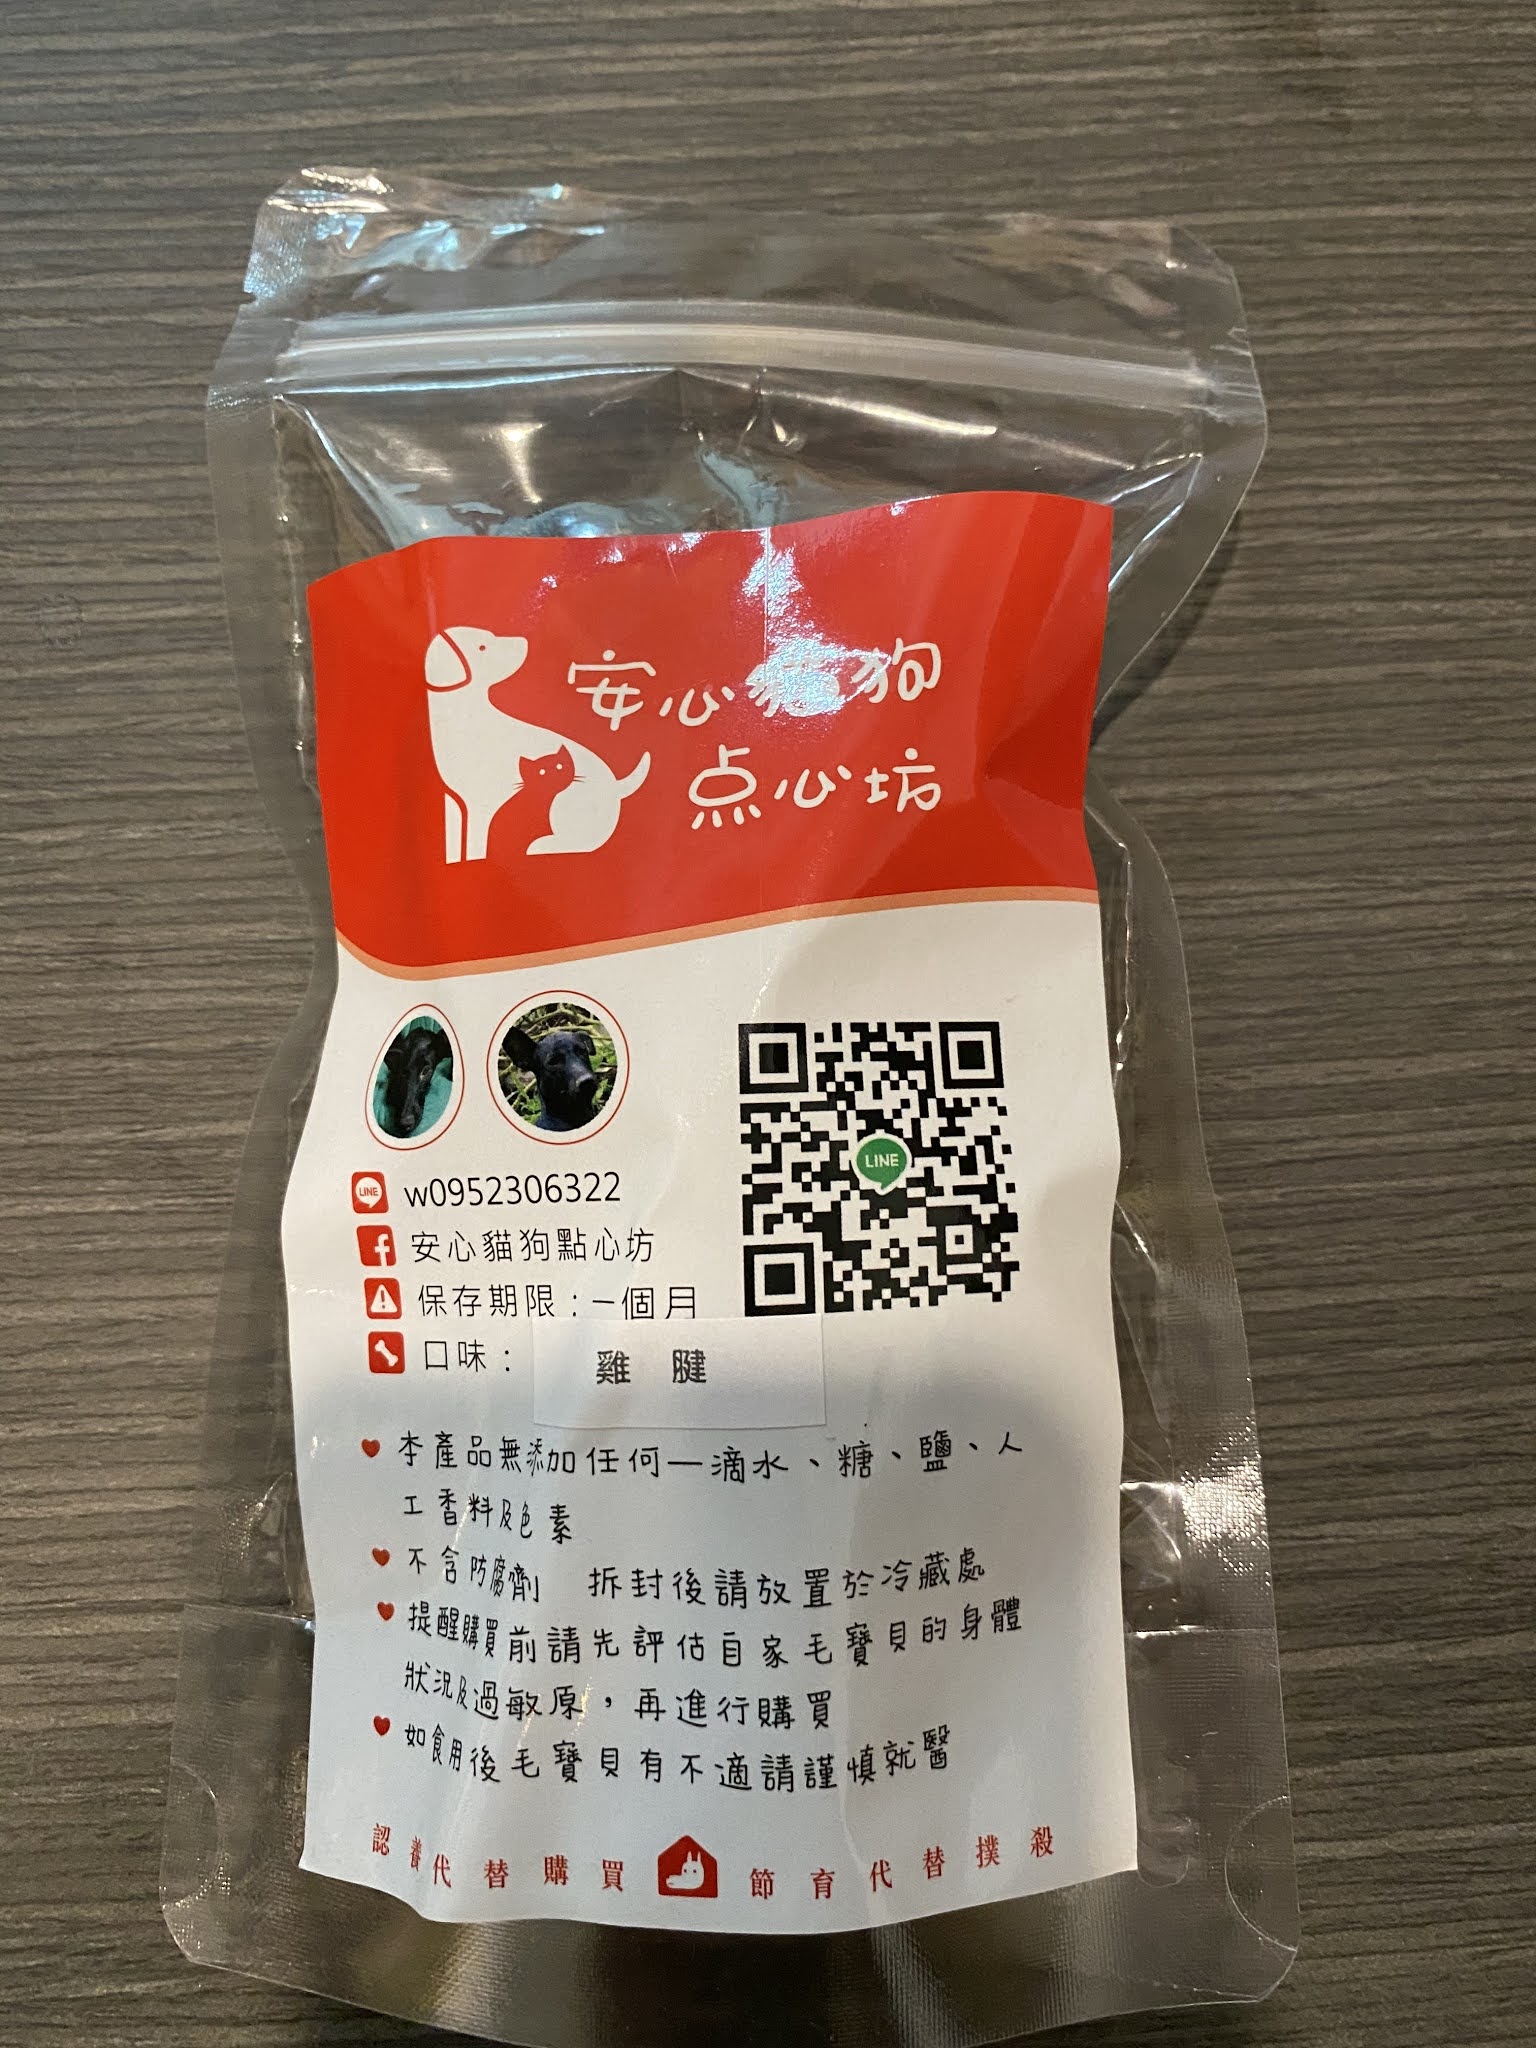 安心貓狗
点心坊
LINE
LINE w0952306322
安心貓狗點心坊
保存期限：一個月
口味： 雞 腱
本產品無添加任何一滴水、糖、鹽、人
工香料及色素
不含防腐劑 拆封後請放置於冷藏處
提醒購買前請先評估自家毛寶貝的身體
狀況及過敏原，再進行購買
如食用後毛寶貝有不適請謹慎就醫
認養代替購買 節育代替撲殺